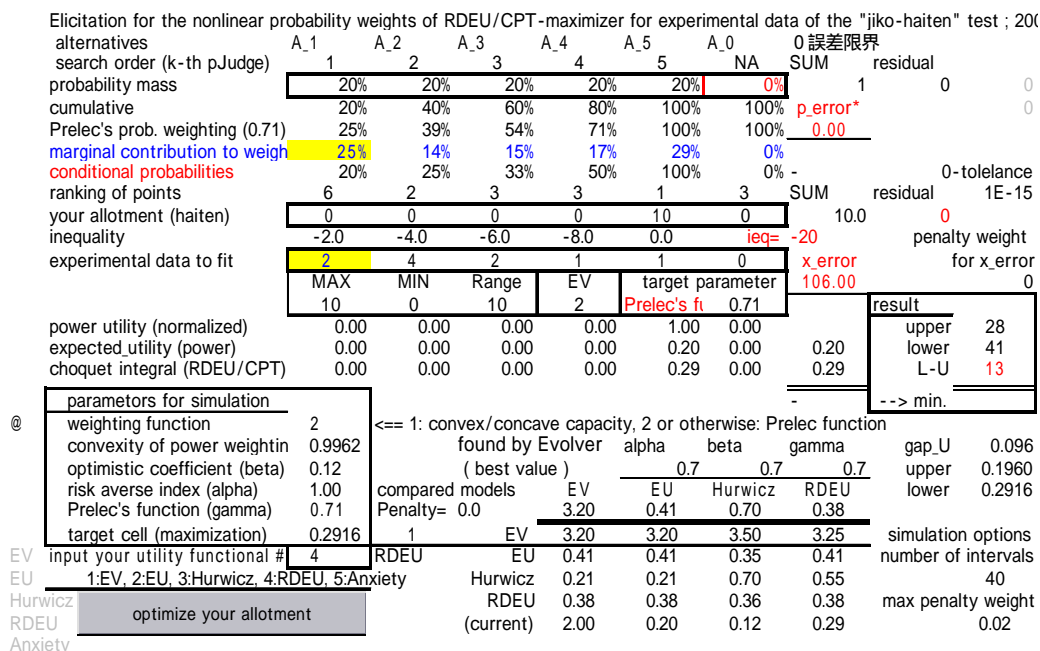 Elicitation for the nonlinear probability weights of RDEU/CPT-maximizer for experimental data of the "jiko-haiten" test ; 200
alternatives A_1 A_2 A_3 A_4 A_5 A_0 0 誤差限界
search order (k-th pJudge) 1 2 3 4 5 NA SUM residual
probability mass 20% 20% 20% 20% 20% 0% 1 0 0
cumulative 20% 40% 60% 80% 100% 100% p_error* 0
Prelec's prob. weighting (0.71) 25% 39% 54% 71% 100% 100% 0.00
marginal contribution to weigh 25% 14% 15% 17% 29% 0%
conditional probabilities 20% 25% 33% 50% 100% 0% - 0-tolelance
ranking of points 6 2 3 3 1 3 SUM residual 1E-15
your allotment (haiten) 0 0 0 0 10 0 10.0 0
inequality -2.0 -4.0 -6.0 -8.0 0.0 ieq= -20 penalty weight
experimental data to fit 2 4 2 1 1 0 x_error for x_error
MAX MIN Range EV target parameter 106.00 0
10 0 10 2 Prelec's fu 0.71 result
power utility (normalized) 0.00 0.00 0.00 0.00 1.00 0.00 upper 28
expected_utility (power) 0.00 0.00 0.00 0.00 0.20 0.00 0.20 lower 41
choquet integral (RDEU/CPT) 0.00 0.00 0.00 0.00 0.29 0.00 0.29 L-U 13
parametors for simulation - --> min.
@ weighting function 2 <== 1: convex/concave capacity, 2 or otherwise: Prelec function
convexity of power weightin 0.9962 found by Evolver alpha beta gamma gap_U 0.096
optimistic coefficient (beta) 0.12 ( best value ) 0.7 0.7 0.7 upper 0.1960
risk averse index (alpha) 1.00 compared models EV EU Hurwicz RDEU lower 0.2916
Prelec's function (gamma) 0.71 Penalty= 0.0 3.20 0.41 0.70 0.38
target cell (maximization) 0.2916 1 EV 3.20 3.20 3.50 3.25 simulation options
EV input your utility functional # 4 RDEU EU 0.41 0.41 0.35 0.41 number of intervals
EU 1:EV, 2:EU, 3:Hurwicz, 4:RDEU, 5:Anxiety Hurwicz 0.21 0.21 0.70 0.55 40
Hurwicz optimize your allotment RDEU 0.38 0.38 0.36 0.38 max penalty weight
RDEU (current) 2.00 0.20 0.12 0.29 0.02
Anxiety